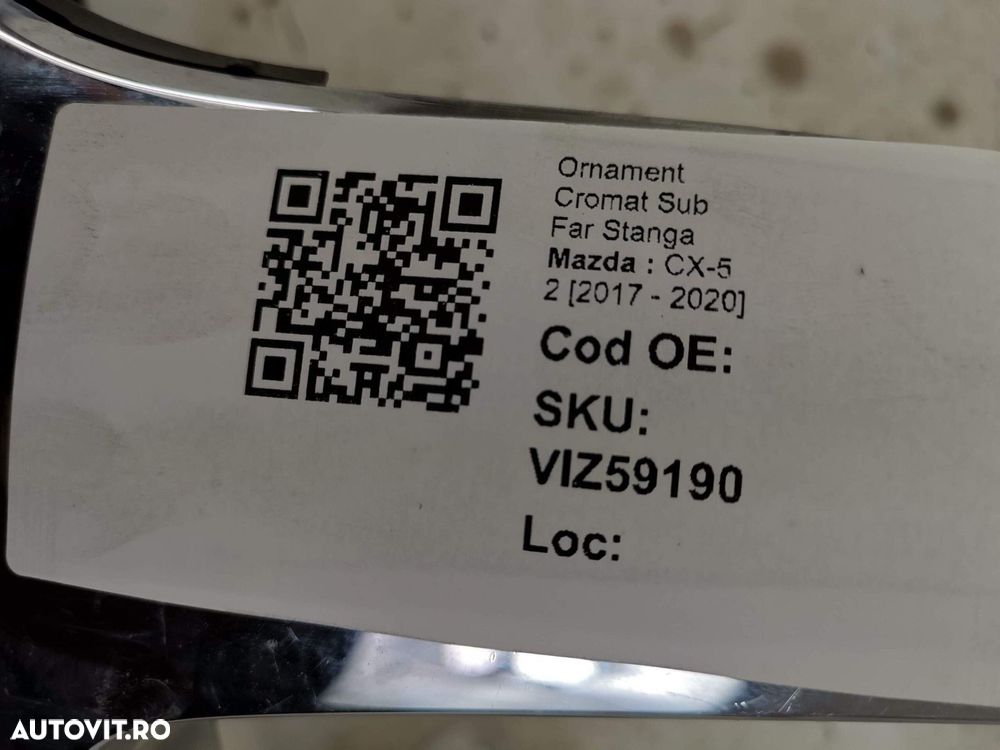 Ornament
Cromat Sub
Far Stanga
Mazda : CX-5
2 [2017 - 2020]
Cod OE:
SKU:
VIZ59190
Loc:
AUTOVIT.RO